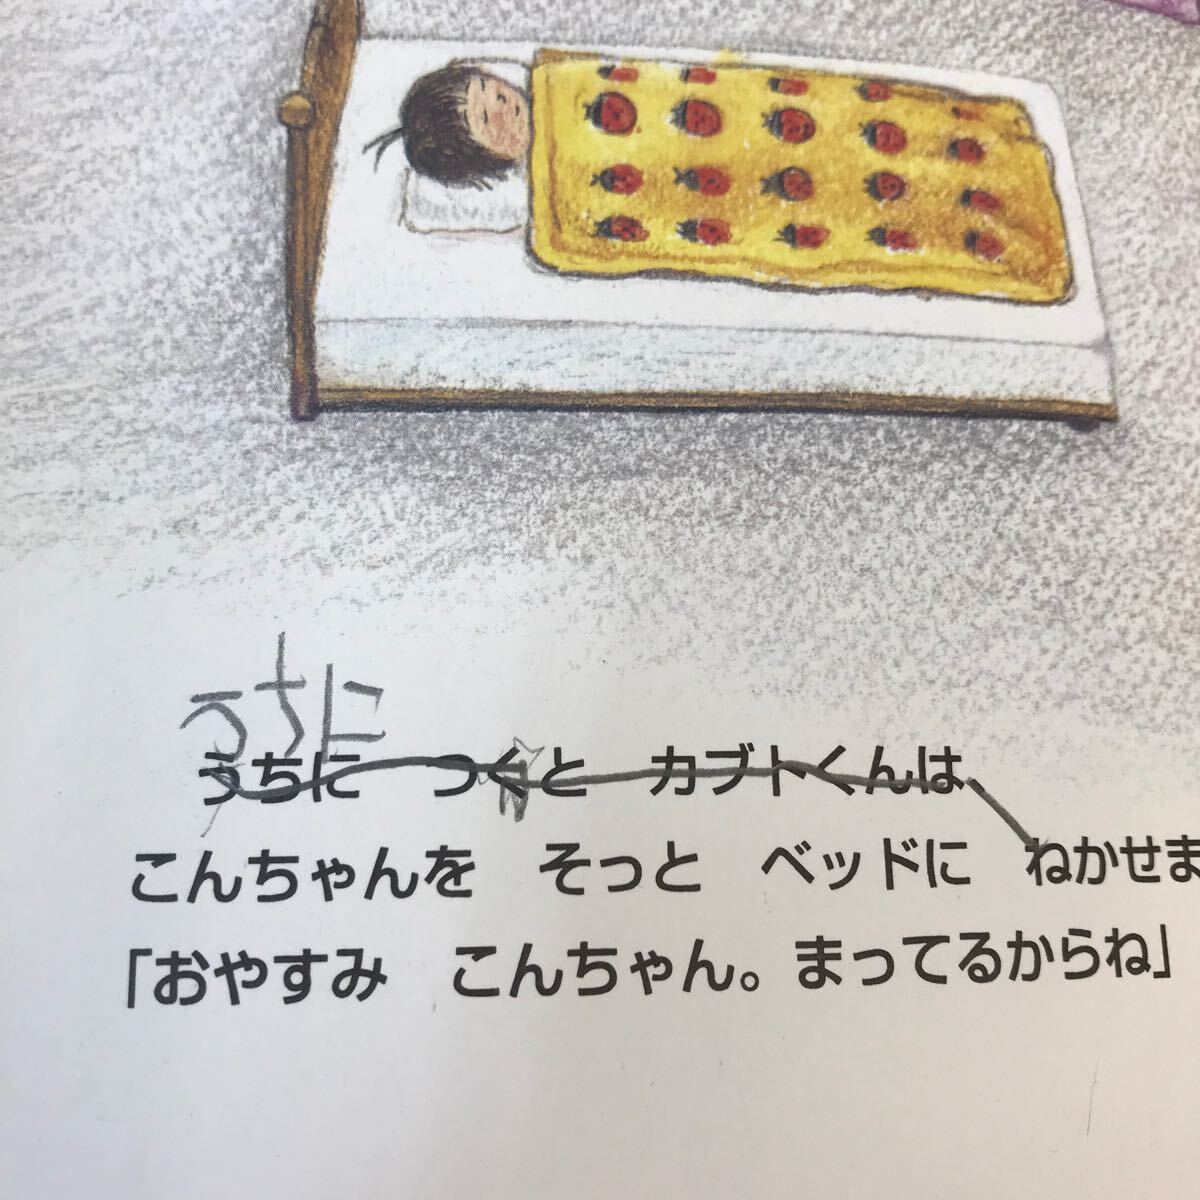 うちに
うちに つくと カブトくんは、
こんちゃんを そっと ベッドに ねかせま
「おやすみ こんちゃん。まってるからね」